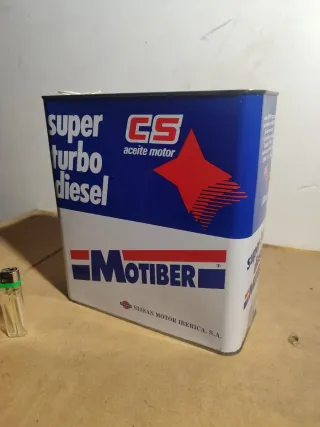 super
turbo
diesel
CS
aceite motor
MOTIBER
®
NISSAN MOTOR IBERICA, S.A.